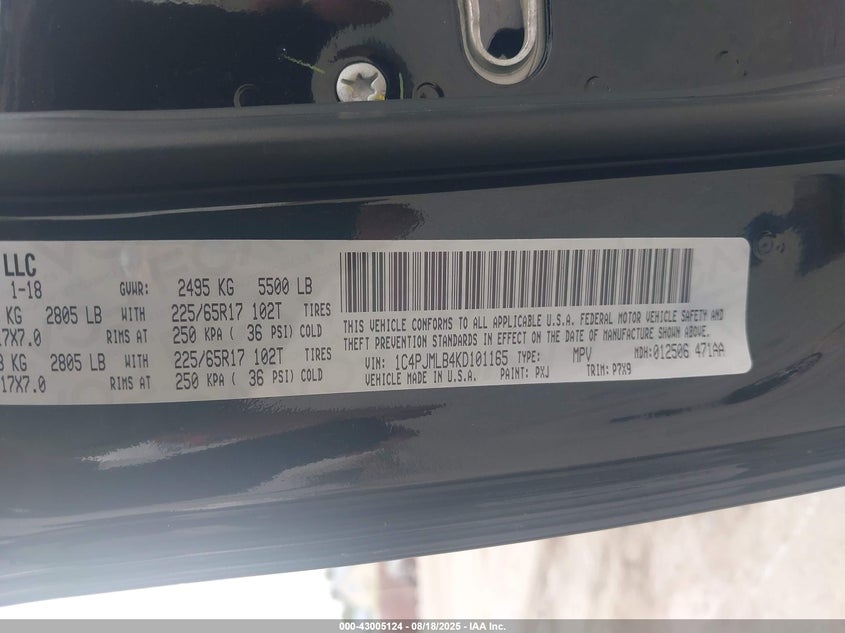 LLC
1-18 GVWR: 2495 KG 5500 LB
KG 2805 LB WITH 225/65R17 102T TIRES
17X7.0 RIMS AT 250 KPA ( 36 PSI) COLD
KG 2805 LB WITH 225/65R17 102T TIRES
17X7.0 RIMS AT 250 KPA ( 36 PSI) COLD
THIS VEHICLE CONFORMS TO ALL APPLICABLE U.S.A. FEDERAL MOTOR VEHICLE SAFETY AND
THEFT PREVENTION STANDARDS IN EFFECT ON THE DATE OF MANUFACTURE SHOWN ABOVE.
VIN: 1C4PJMLB4KD101165 TYPE: MPV MDH: 012506 471AA
VEHICLE MADE IN U.S.A. PAINT: PXJ TRIM: P7X9
000-43005124 - 08/18/2025 - IAA Inc.